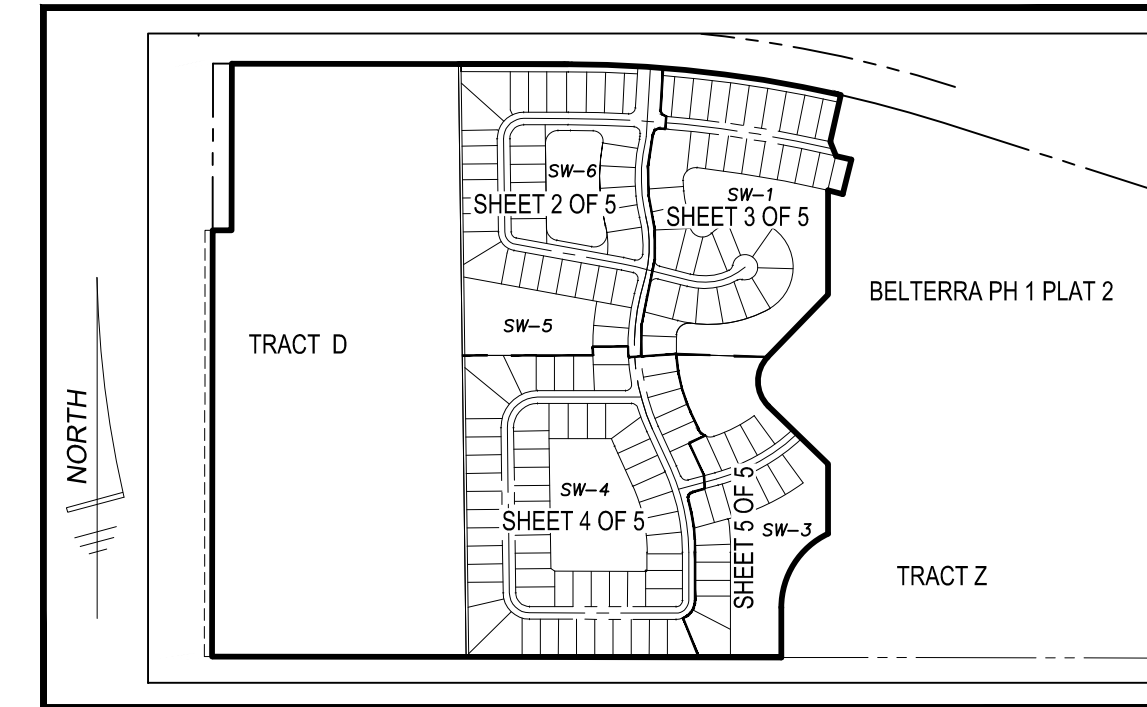 SW-6
SHEET 2 OF 5
SW-1
SHEET 3 OF 5
BELTERRA PH 1 PLAT 2
SW-5
TRACT D
NORTH
SW-4
SHEET 4 OF 5
SHEET 5 OF 5
SW-3
TRACT Z